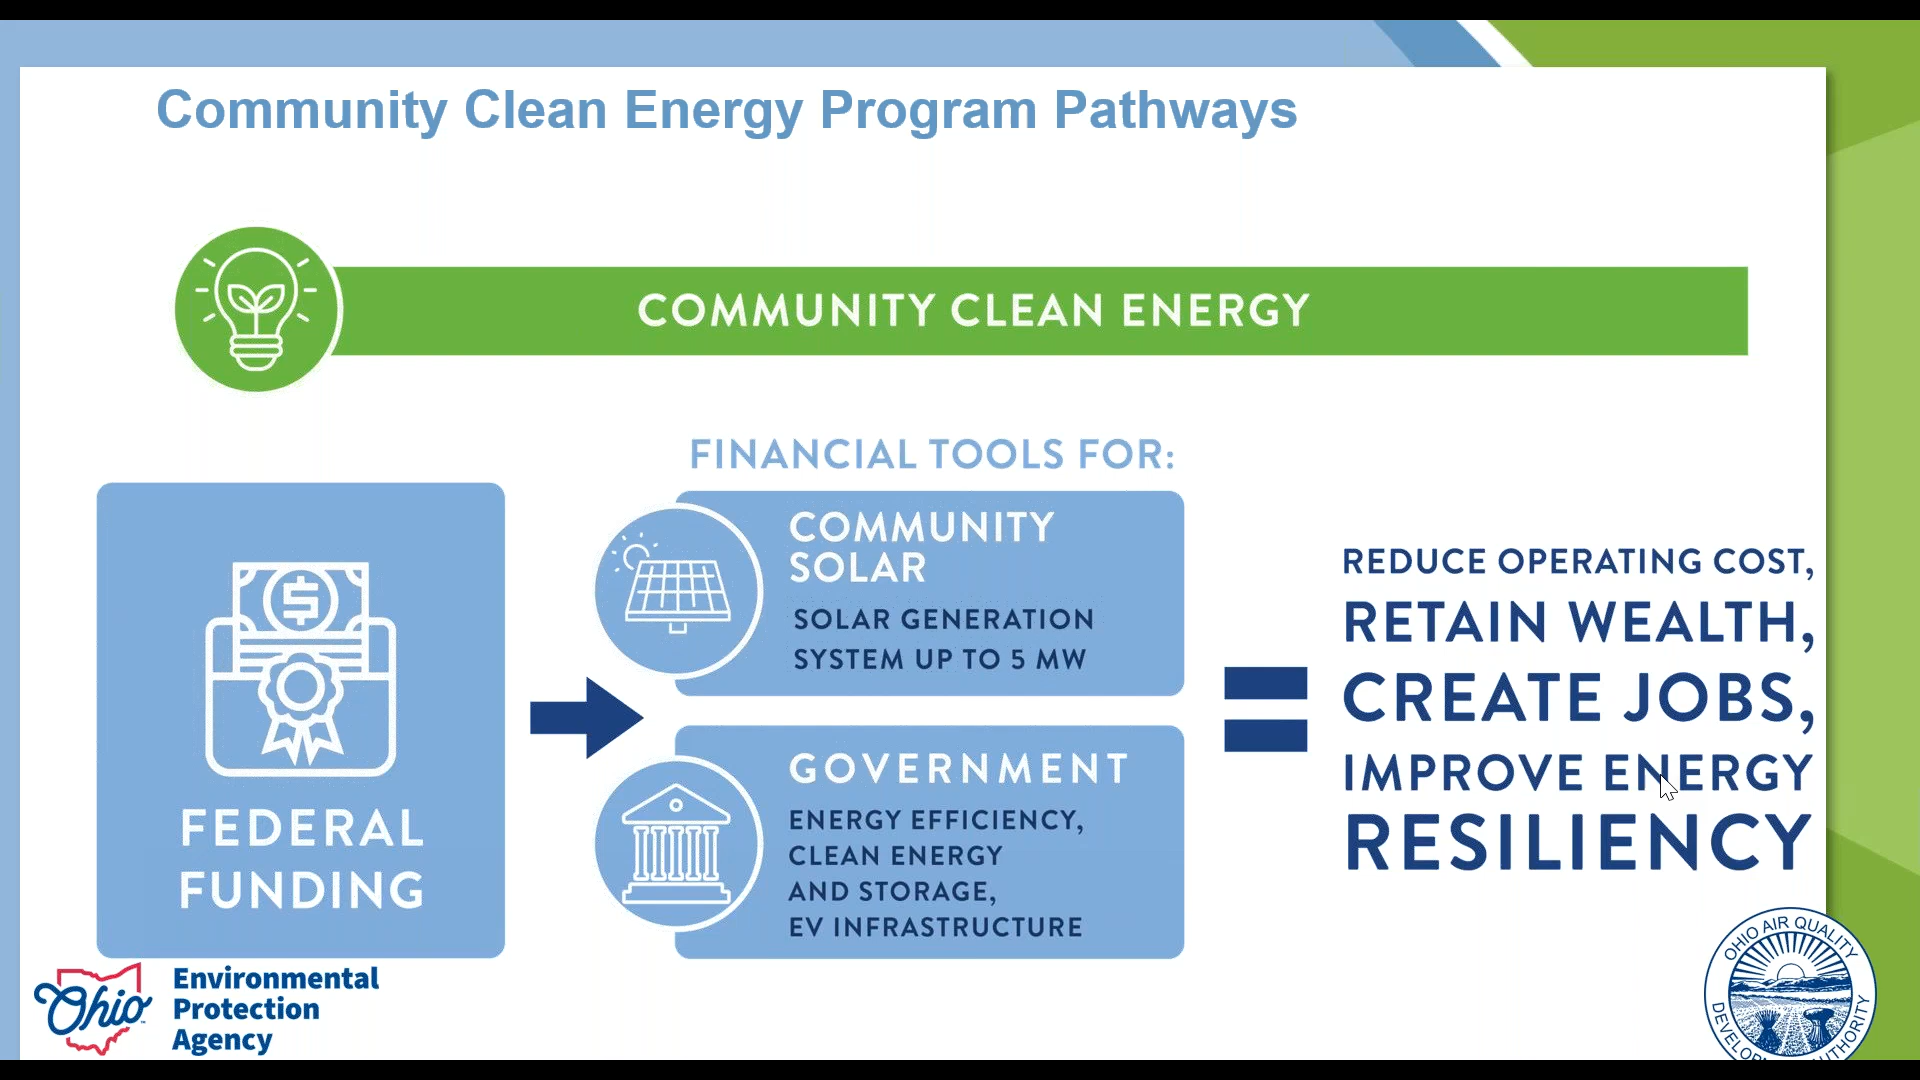 Community Clean Energy Program Pathways
COMMUNITY CLEAN ENERGY
FINANCIAL TOOLS FOR:
$
FEDERAL
FUNDING
COMMUNITY
SOLAR
SOLAR GENERATION
SYSTEM UP TO 5 MW
GOVERNMENT
ENERGY EFFICIENCY,
CLEAN ENERGY
AND STORAGE,
EV INFRASTRUCTURE
REDUCE OPERATING COST,
RETAIN WEALTH,
CREATE JOBS,
IMPROVE ENERGY
RESILIENCY
Ohio
Environmental
Protection
Agency
OHIO AIR QUALITY